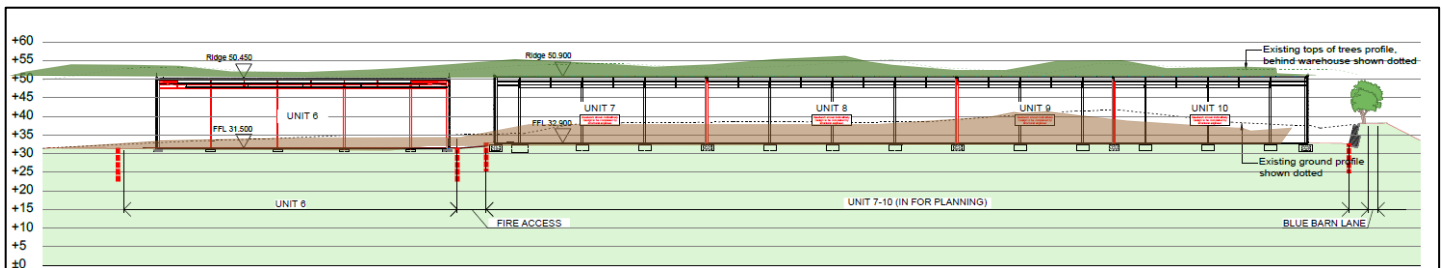 +60
+55
+50
+45
+40
+35
+30
+25
+20
+15
+10
+5
±0
Ridge 50.450
Ridge 50.900
Existing tops of trees profile,
behind warehouse shown dotted
UNIT 6
FFL 31.500
UNIT 7
UNIT 8
UNIT 9
UNIT 10
FFL 32.900
Existing ground profile
shown dotted
UNIT 6
UNIT 7-10 (IN FOR PLANNING)
FIRE ACCESS
BLUE BARN LANE